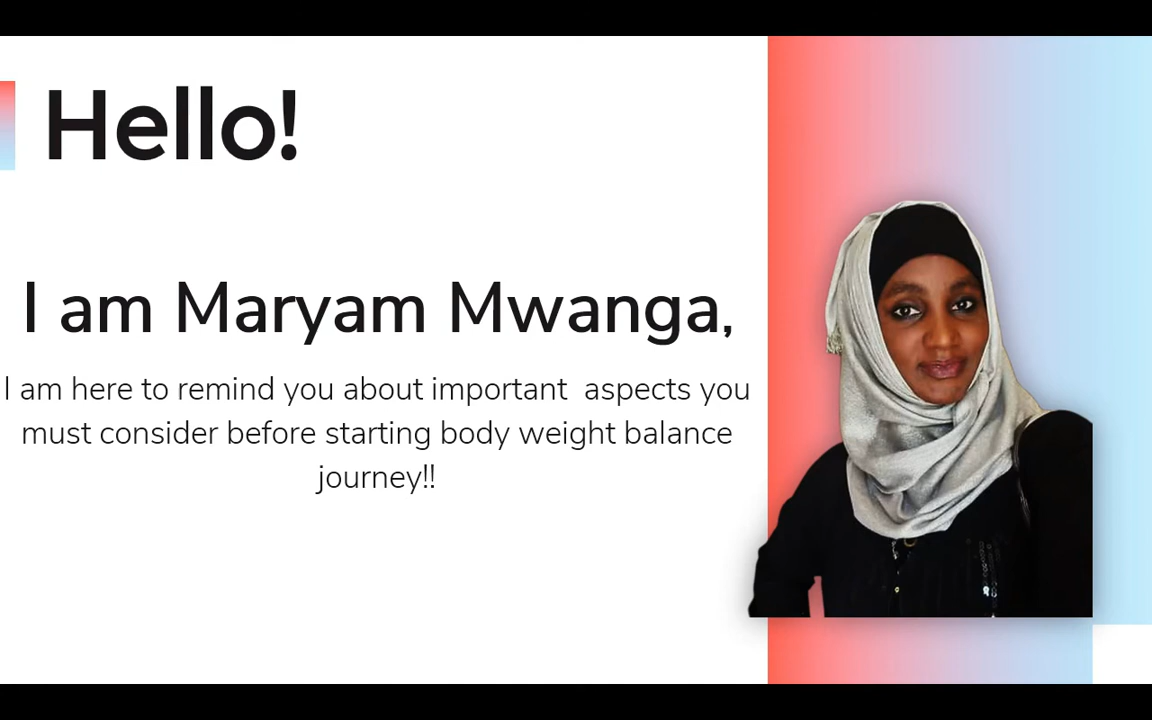 Hello!
I am Maryam Mwanga,
I am here to remind you about important  aspects you
must consider before starting body weight balance
journey!!